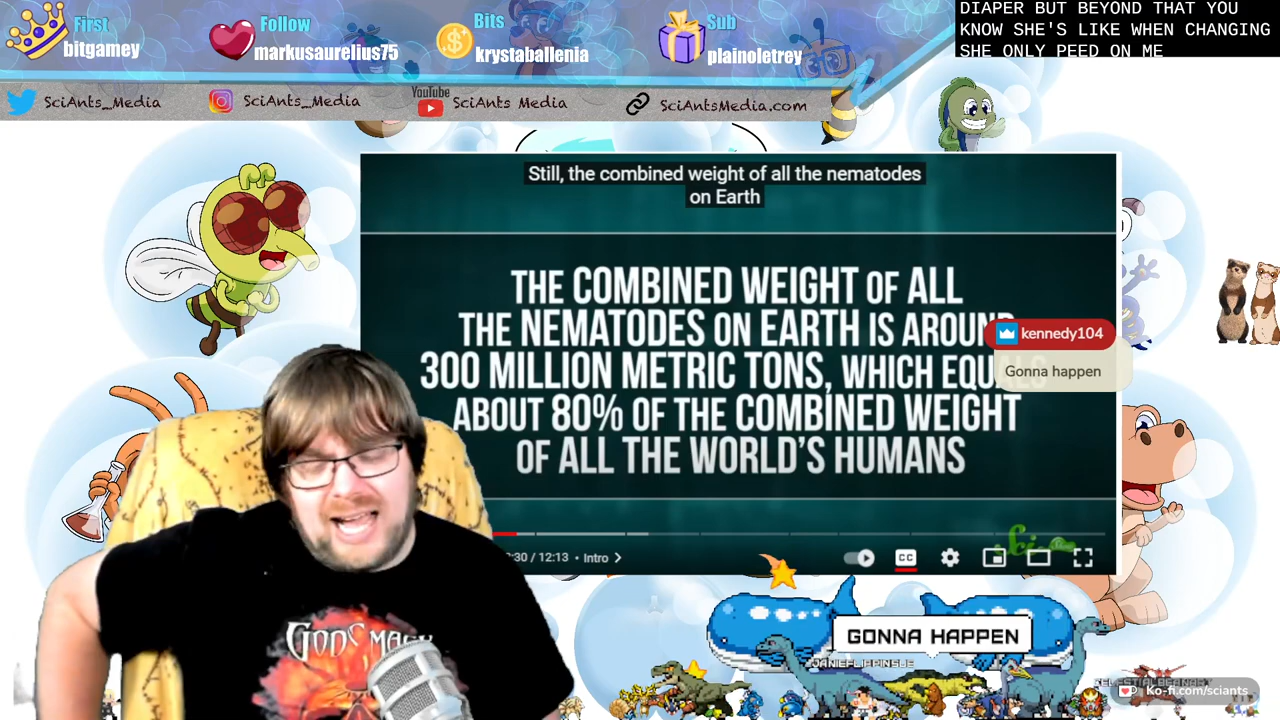 First
bitgamey
Follow
markusaurelius75
Bits
krystaballenia
Sub
plainoletrey
DIAPER BUT BEYOND THAT YOU
KNOW SHE'S LIKE WHEN CHANGING
SHE ONLY PEED ON ME
SciAnts_Media
SciAnts_Media
YouTube
SciAnts Media
SciAntsMedia.com
Still, the combined weight of all the nematodes
on Earth
THE COMBINED WEIGHT OF ALL
THE NEMATODES ON EARTH IS AROUND
300 MILLION METRIC TONS, WHICH EQUALS
ABOUT 80% OF THE COMBINED WEIGHT
OF ALL THE WORLD'S HUMANS
kennedy104
Gonna happen
:30 / 12:13 • Intro
CC
GODSMACK
GONNA HAPPEN
JANIEFLIPPINSLE
Ko-fi.com/sciants